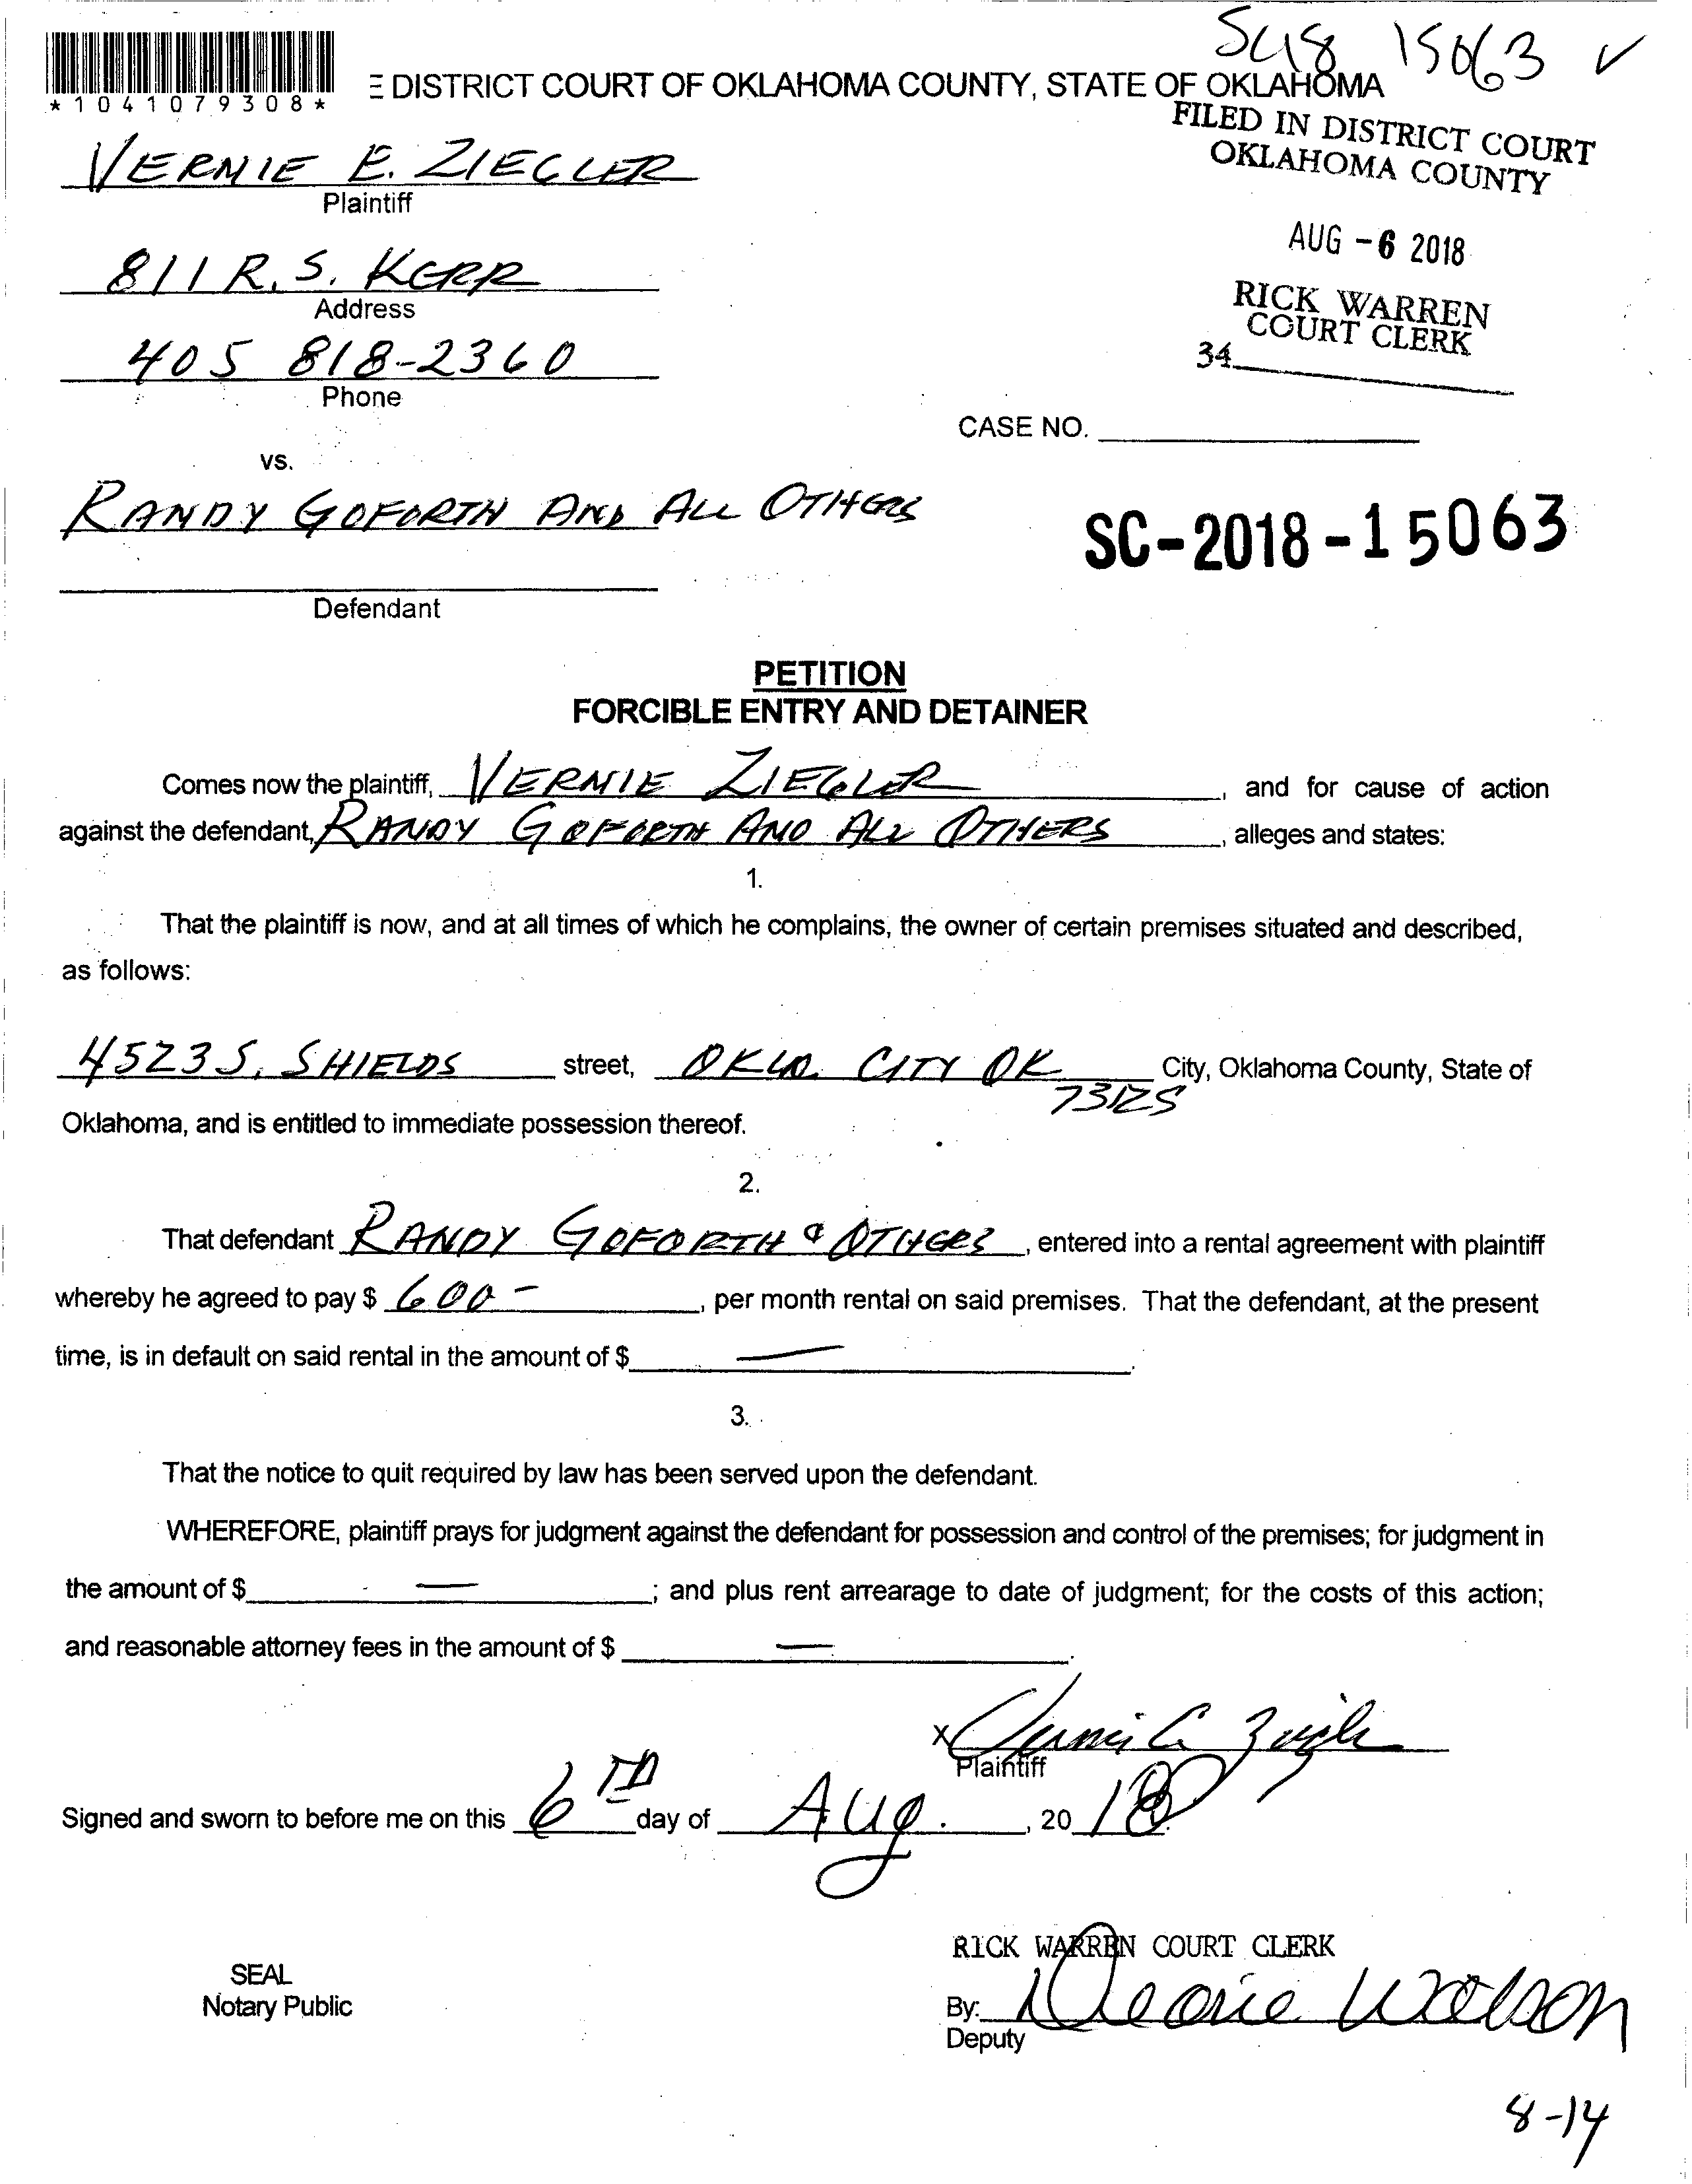 SC18 15063 ✓
*1041079308*
E DISTRICT COURT OF OKLAHOMA COUNTY, STATE OF OKLAHOMA
FILED IN DISTRICT COURT
OKLAHOMA COUNTY
VERNIE E. ZIEGLER
Plaintiff
AUG -6 2018
811 R. S. KERR
Address
RICK WARREN
COURT CLERK
34
405 818-2360
Phone
CASE NO.
vs.
RANDY GOFORTH AND ALL OTHERS
SC-2018-15063
Defendant
PETITION
FORCIBLE ENTRY AND DETAINER
Comes now the plaintiff, VERNIE ZIEGLER, and for cause of action
against the defendant, RANDY GOFORTH AND ALL OTHERS, alleges and states:
1.
That the plaintiff is now, and at all times of which he complains, the owner of certain premises situated and described,
as follows:
4523 S. SHIELDS street, OKLA. CITY OK City, Oklahoma County, State of
73125
Oklahoma, and is entitled to immediate possession thereof.
2.
That defendant RANDY GOFORTH & OTHERS, entered into a rental agreement with plaintiff
whereby he agreed to pay $ 600 -, per month rental on said premises. That the defendant, at the present
time, is in default on said rental in the amount of $ —.
3.
That the notice to quit required by law has been served upon the defendant.
WHEREFORE, plaintiff prays for judgment against the defendant for possession and control of the premises; for judgment in
the amount of $ —; and plus rent arrearage to date of judgment; for the costs of this action;
and reasonable attorney fees in the amount of $ —.
X
Plaintiff
Signed and sworn to before me on this 6TH day of Aug., 2018.
RICK WARREN COURT CLERK
SEAL
Notary Public
By: Watson
Deputy
8-14